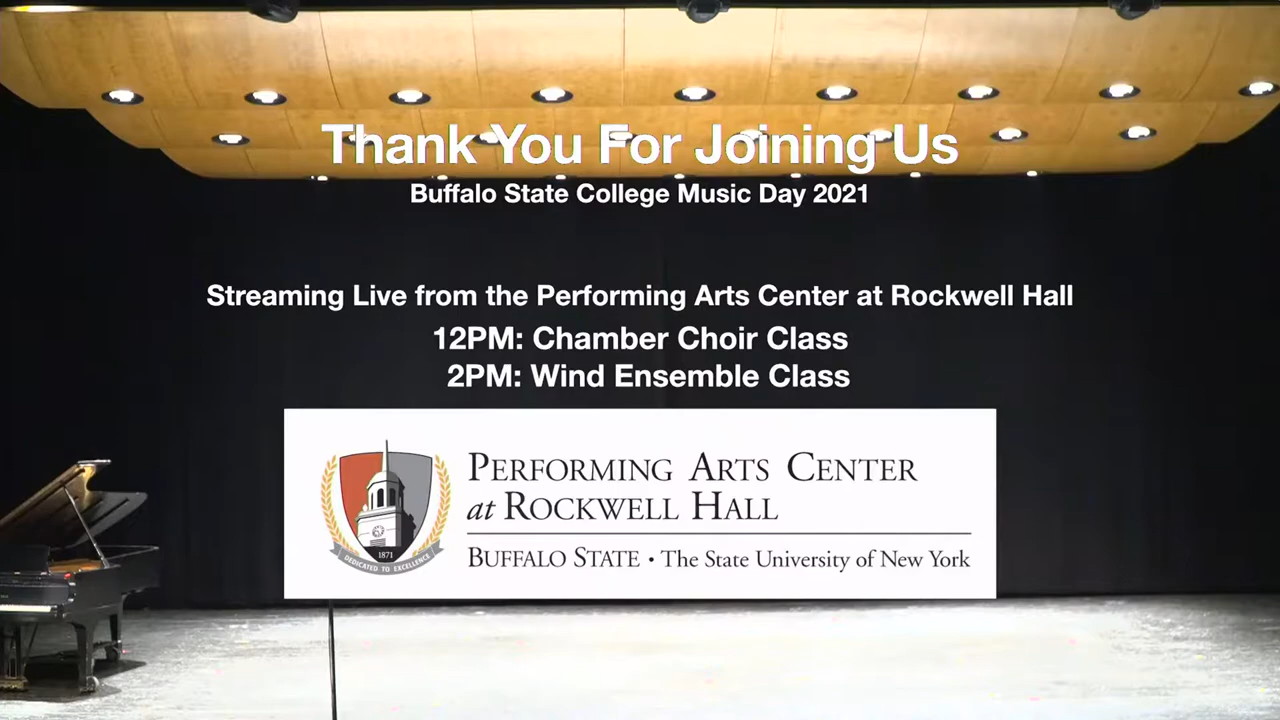 Thank You For Joining Us
Buffalo State College Music Day 2021
Streaming Live from the Performing Arts Center at Rockwell Hall
12PM: Chamber Choir Class
2PM: Wind Ensemble Class
PERFORMING ARTS CENTER
at ROCKWELL HALL
BUFFALO STATE • The State University of New York
1871
DEDICATED TO EXCELLENCE